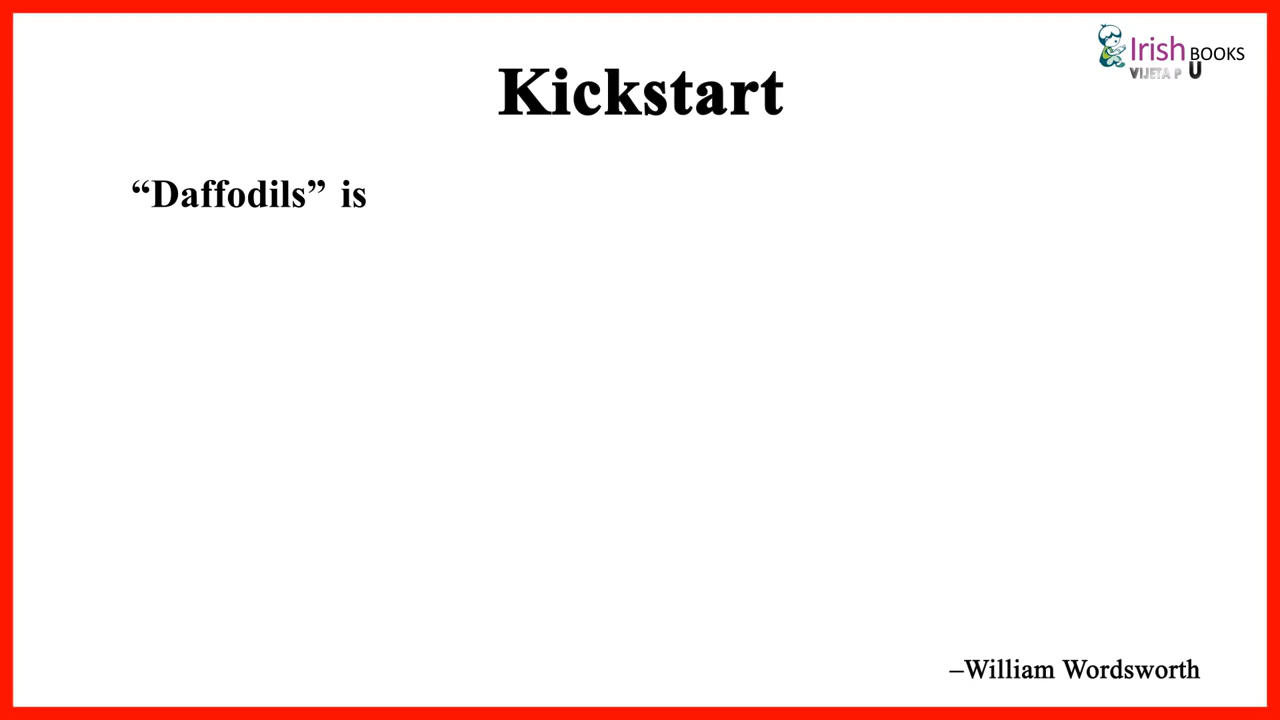 Irish BOOKS
VIJETA P U
Kickstart
“Daffodils” is
–William Wordsworth